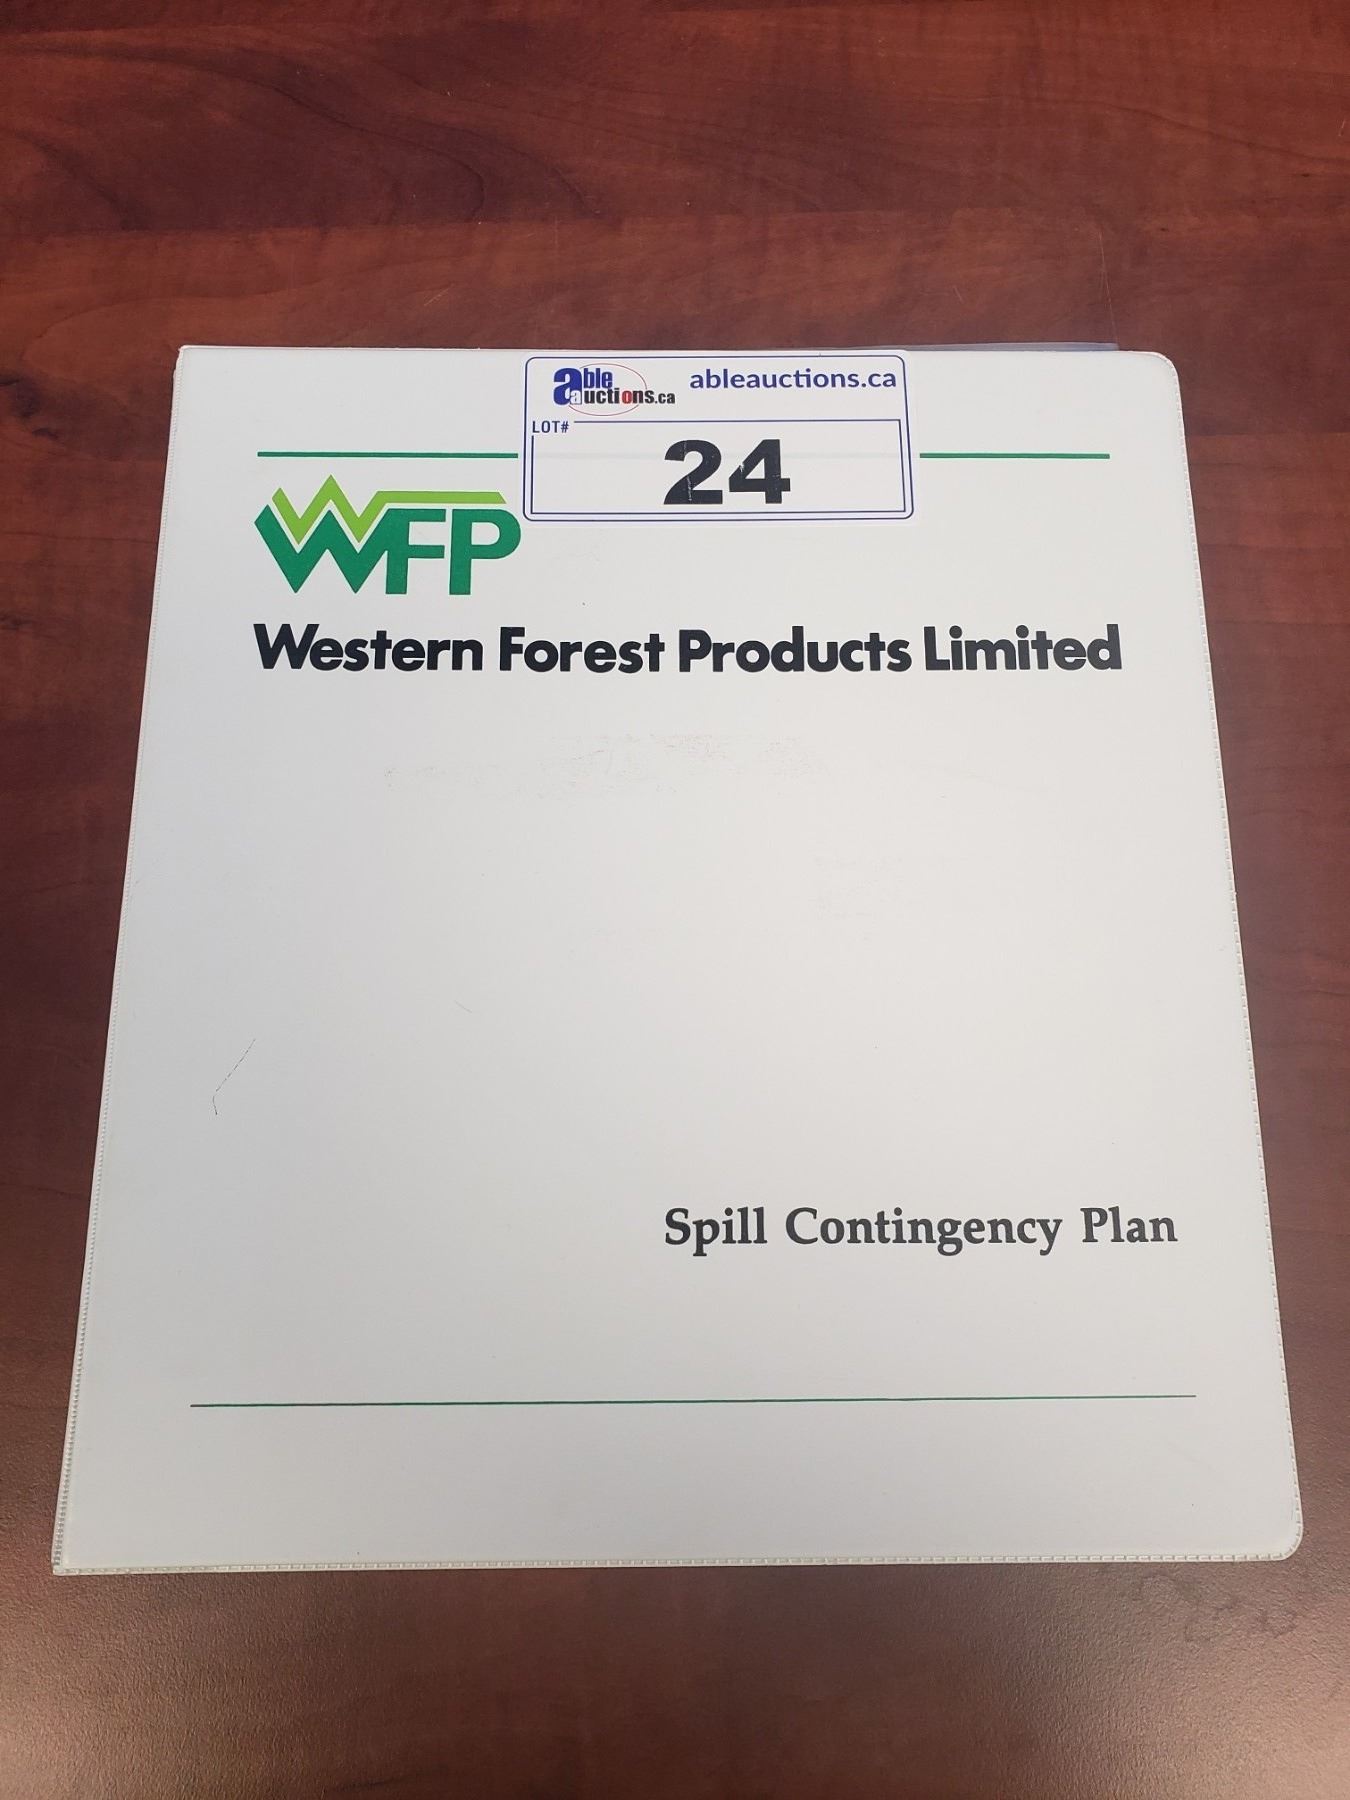 able auctions.ca
ableauctions.ca
LOT#
24
WFP
Western Forest Products Limited
Spill Contingency Plan